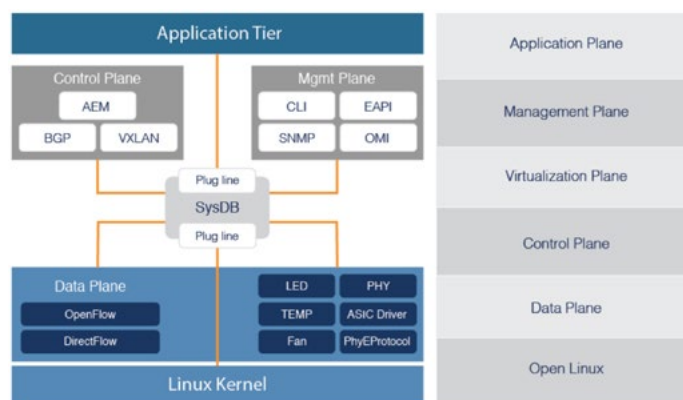 Application Tier
Control Plane
AEM
BGP VXLAN
Mgmt Plane
CLI EAPI
SNMP OMI
Plug line
SysDB
Plug line
Data Plane
OpenFlow
DirectFlow
LED PHY
TEMP ASIC Driver
Fan PhyEProtocol
Linux Kernel
Application Plane
Management Plane
Virtualization Plane
Control Plane
Data Plane
Open Linux